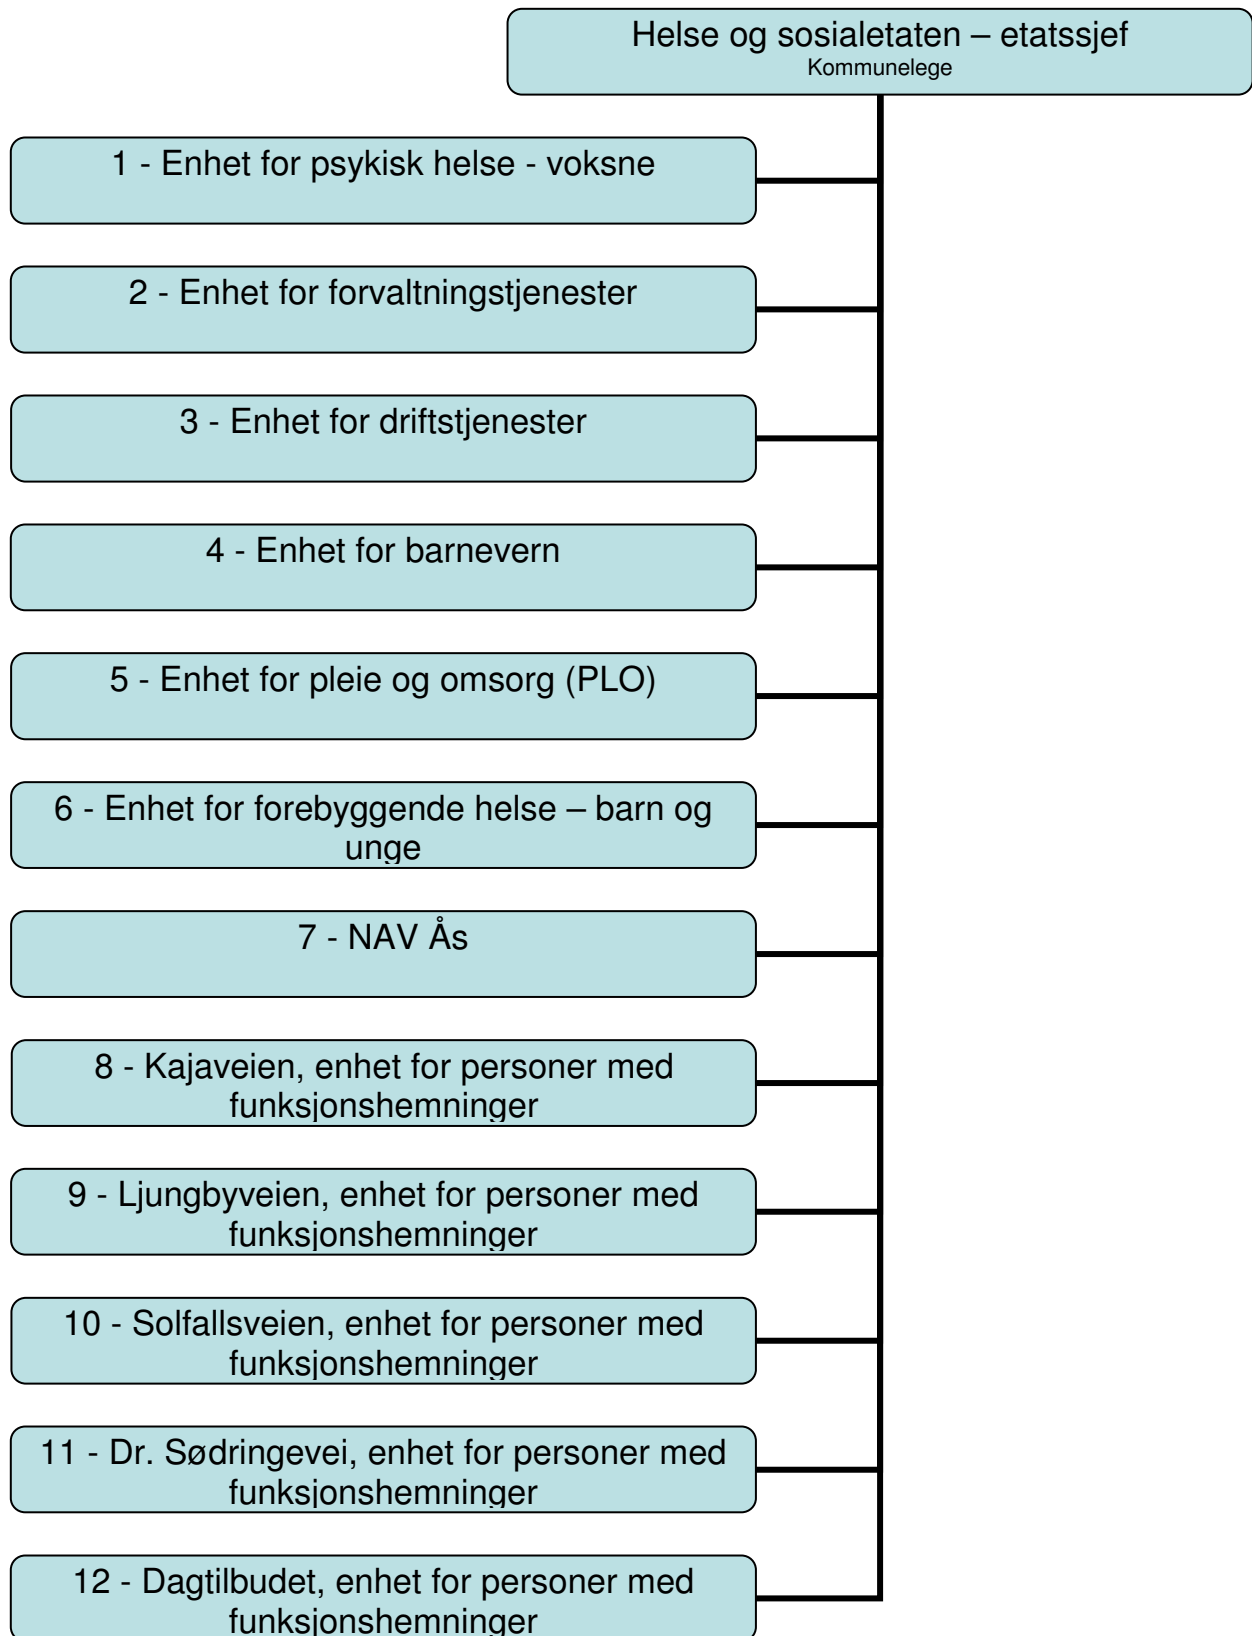 Helse og sosialetaten – etatssjef
Kommunelege
1 - Enhet for psykisk helse - voksne
2 - Enhet for forvaltningstjenester
3 - Enhet for driftstjenester
4 - Enhet for barnevern
5 - Enhet for pleie og omsorg (PLO)
6 - Enhet for forebyggende helse – barn og
unge
7 - NAV Ås
8 - Kajaveien, enhet for personer med
funksjonshemninger
9 - Ljungbyveien, enhet for personer med
funksjonshemninger
10 - Solfallsveien, enhet for personer med
funksjonshemninger
11 - Dr. Sødringevei, enhet for personer med
funksjonshemninger
12 - Dagtilbudet, enhet for personer med
funksjonshemninger